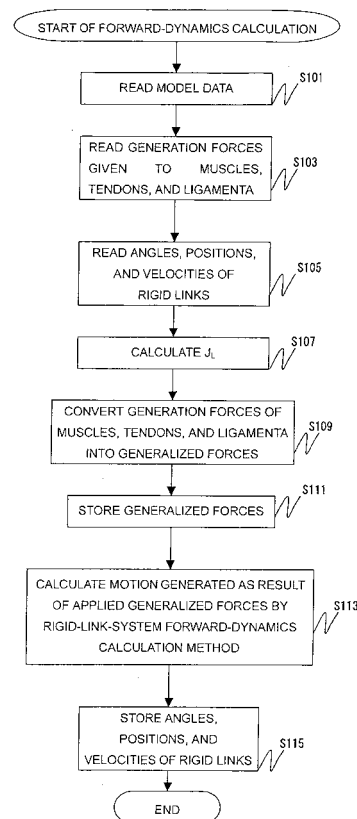 START OF FORWARD-DYNAMICS CALCULATION
READ MODEL DATA
S101
READ GENERATION FORCES
GIVEN TO MUSCLES,
TENDONS, AND LIGAMENTA
S103
READ ANGLES, POSITIONS,
AND VELOCITIES OF
RIGID LINKS
S105
CALCULATE JL
S107
CONVERT GENERATION FORCES OF
MUSCLES, TENDONS, AND LIGAMENTA
INTO GENERALIZED FORCES
S109
STORE GENERALIZED FORCES
S111
CALCULATE MOTION GENERATED AS RESULT
OF APPLIED GENERALIZED FORCES BY
RIGID-LINK-SYSTEM FORWARD-DYNAMICS
CALCULATION METHOD
S113
STORE ANGLES,
POSITIONS, AND
VELOCITIES OF RIGID LINKS
S115
END